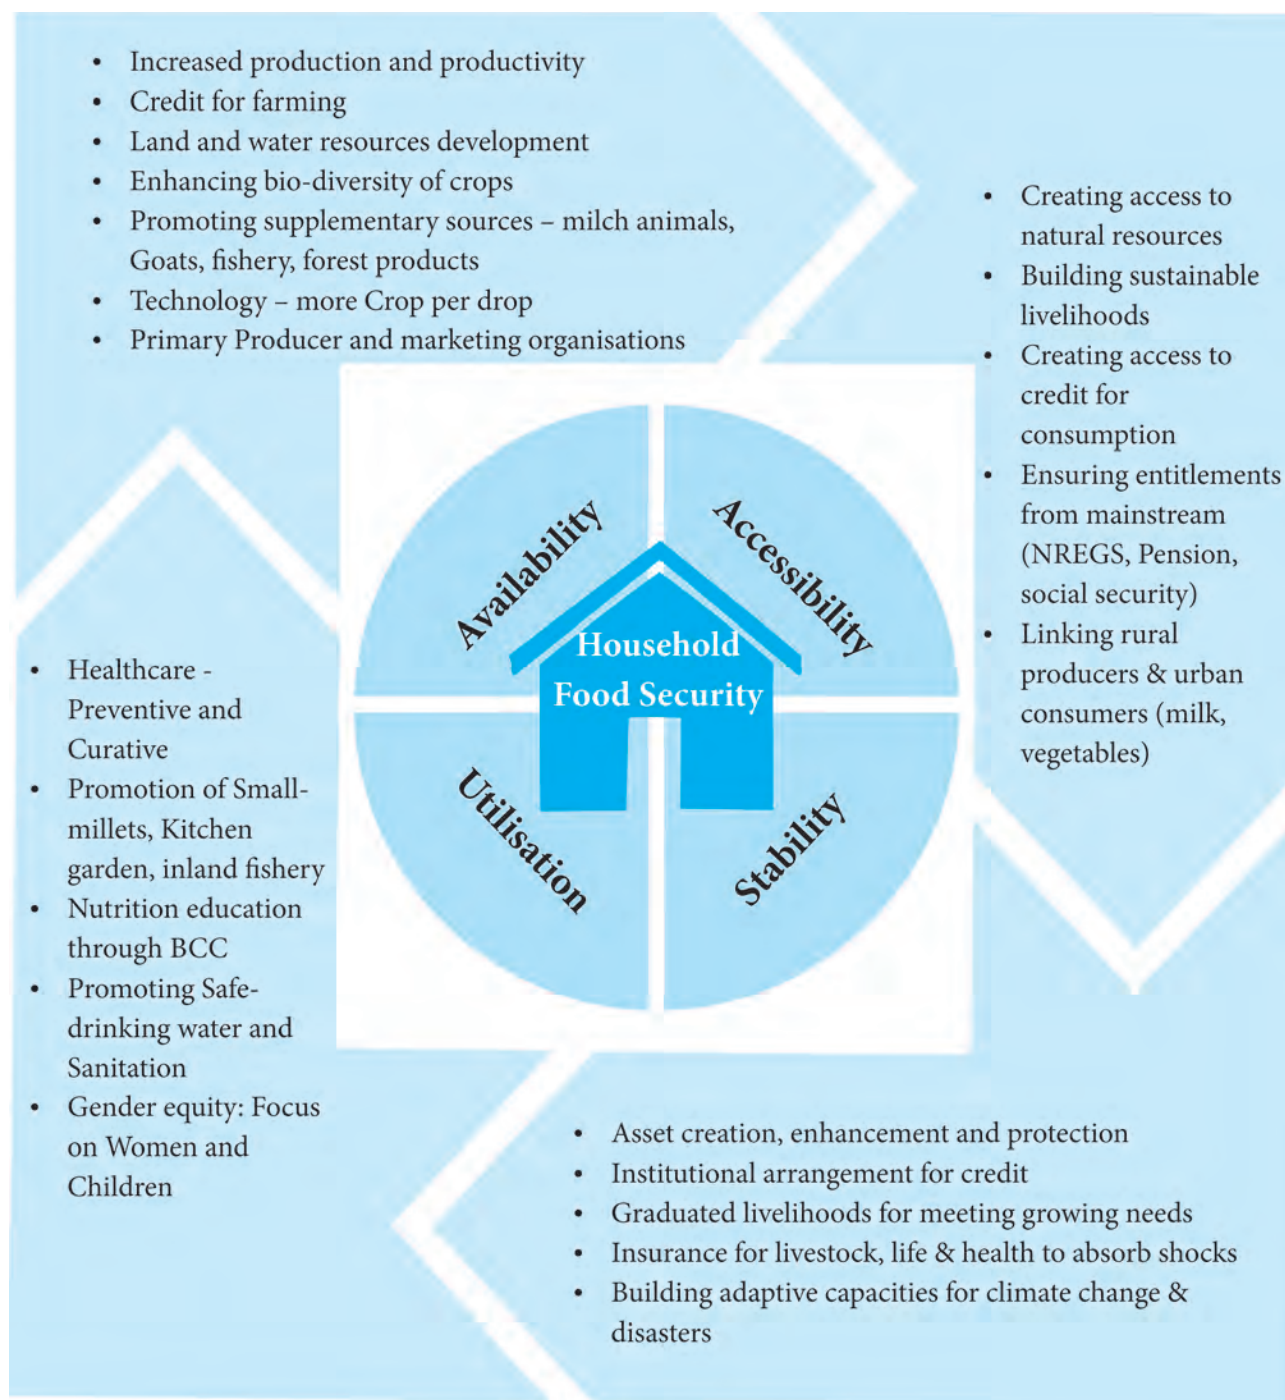 • Increased production and productivity
• Credit for farming
• Land and water resources development
• Enhancing bio-diversity of crops
• Promoting supplementary sources – milch animals,
Goats, fishery, forest products
• Technology – more Crop per drop
• Primary Producer and marketing organisations
• Creating access to
natural resources
• Building sustainable
livelihoods
• Creating access to
credit for
consumption
• Ensuring entitlements
from mainstream
(NREGS, Pension,
social security)
• Linking rural
producers & urban
consumers (milk,
vegetables)
Availability
Accessibility
Household
Food Security
Utilisation
Stability
• Healthcare -
Preventive and
Curative
• Promotion of Small-
millets, Kitchen
garden, inland fishery
• Nutrition education
through BCC
• Promoting Safe-
drinking water and
Sanitation
• Gender equity: Focus
on Women and
Children
• Asset creation, enhancement and protection
• Institutional arrangement for credit
• Graduated livelihoods for meeting growing needs
• Insurance for livestock, life & health to absorb shocks
• Building adaptive capacities for climate change &
disasters